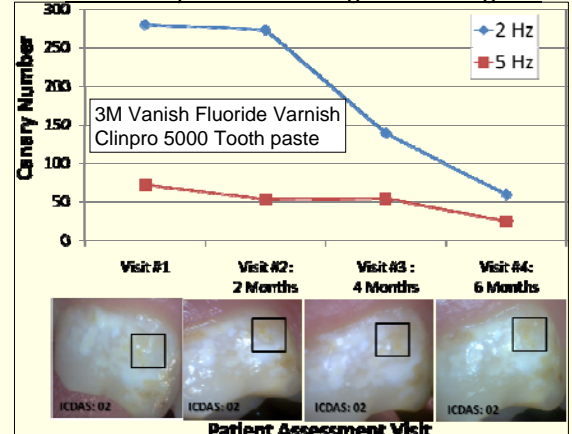 300
250
200
150
100
50
0
Canary Number
2 Hz
5 Hz
3M Vanish Fluoride Varnish
Clinpro 5000 Tooth paste
Visit #1
Visit #2:
2 Months
Visit #3 :
4 Months
Visit #4:
6 Months
ICDAS: 02
ICDAS: 02
ICDAS: 02
ICDAS: 02
Patient Assessment Visit